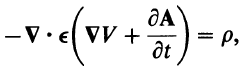 −∇ · ϵ(∇V + ∂A/∂t) = ρ,